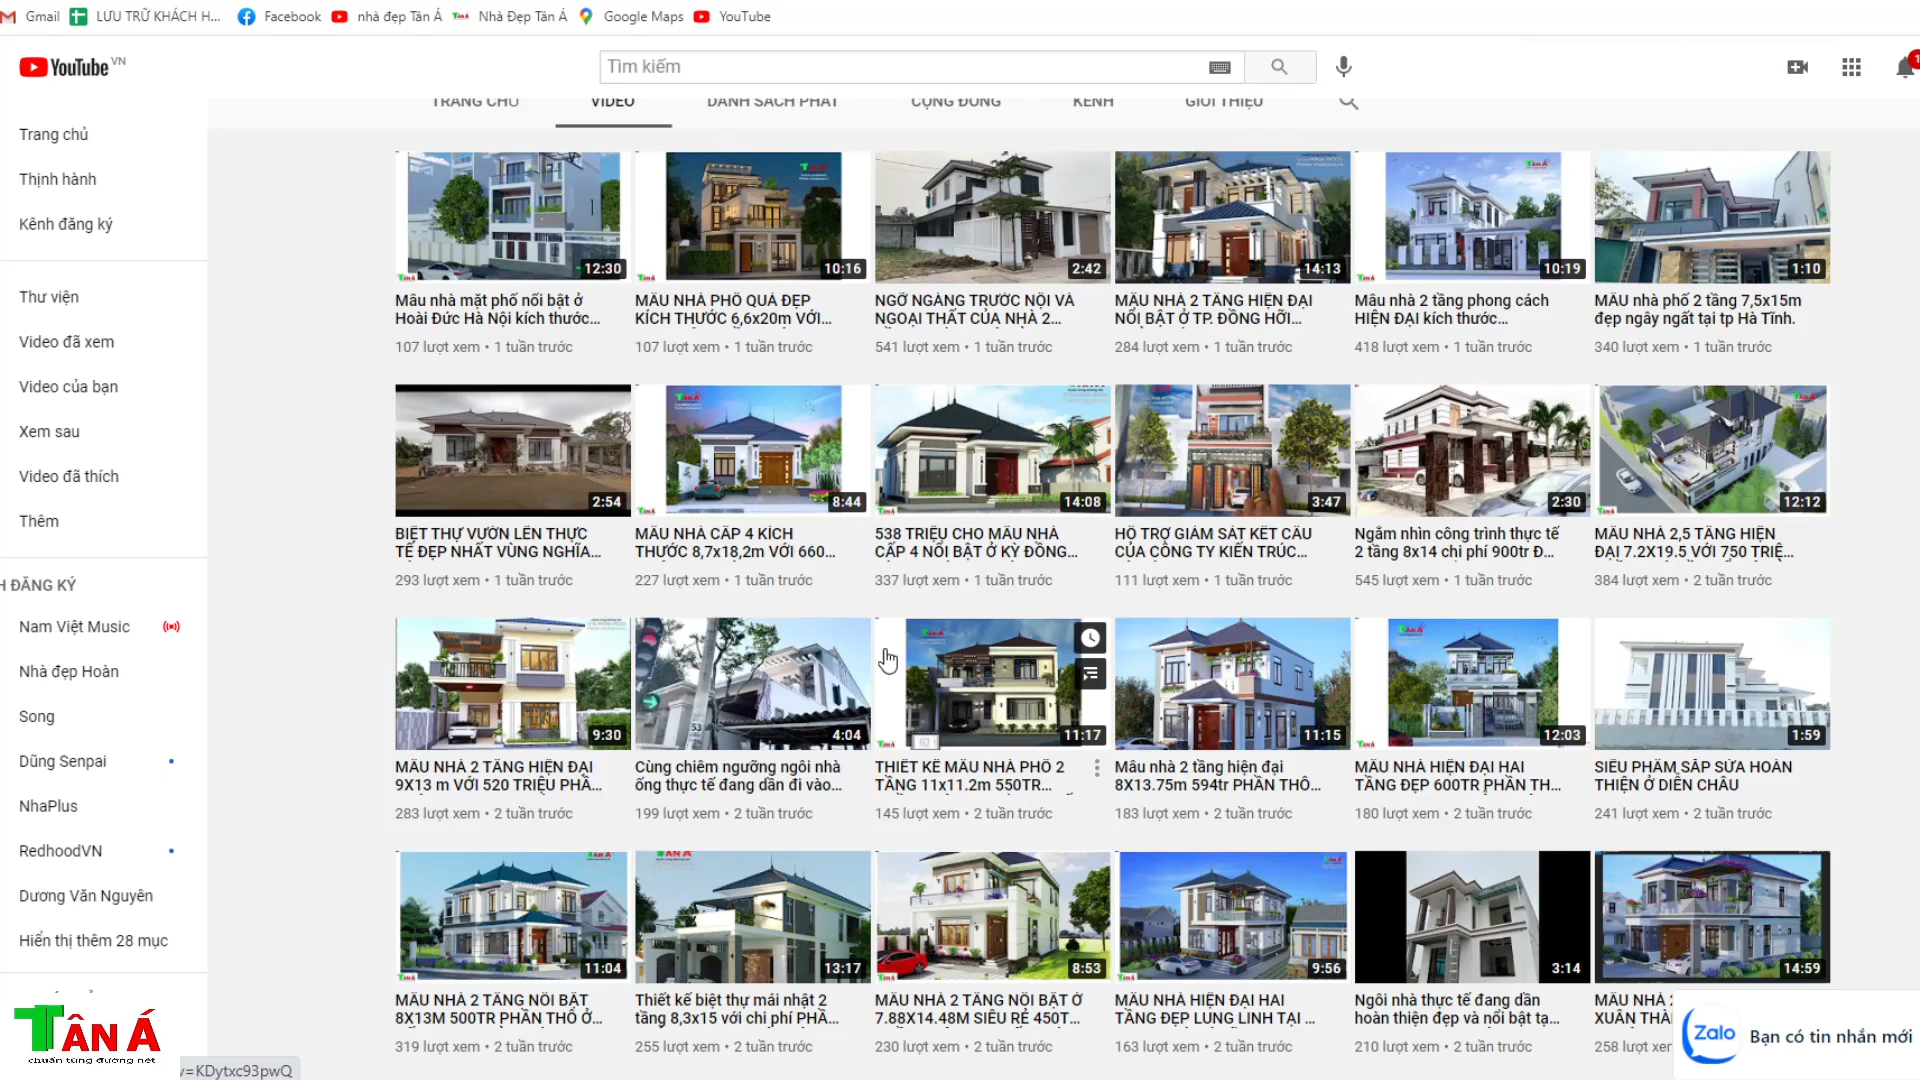 Gmail LƯU TRỮ KHÁCH H... Facebook nhà đẹp Tân Á Nhà Đẹp Tân Á Google Maps YouTube
YouTube VN Tìm kiếm
TRANG CHỦ VIDEO DANH SÁCH PHÁT CỘNG ĐỒNG KÊNH GIỚI THIỆU
Trang chủ
Thịnh hành
Kênh đăng ký
Thư viện
Video đã xem
Video của bạn
Xem sau
Video đã thích
Thêm
H ĐĂNG KÝ
Nam Việt Music
Nhà đẹp Hoàn
Song
Dũng Senpai
NhaPlus
RedhoodVN
Dương Văn Nguyên
Hiển thị thêm 28 mục
TÂN Á
chuẩn từng đường nét
v=KDytxc93pwQ
12:30 10:16 2:42 14:13 10:19 1:10
Mẫu nhà mặt phố nổi bật ở
Hoài Đức Hà Nội kích thước...
107 lượt xem • 1 tuần trước
MẪU NHÀ PHỐ QUÁ ĐẸP
KÍCH THƯỚC 6,6x20m VỚI...
107 lượt xem • 1 tuần trước
NGỠ NGÀNG TRƯỚC NỘI VÀ
NGOẠI THẤT CỦA NHÀ 2...
541 lượt xem • 1 tuần trước
MẪU NHÀ 2 TẦNG HIỆN ĐẠI
NỔI BẬT Ở TP. ĐỒNG HỚI...
284 lượt xem • 1 tuần trước
Mẫu nhà 2 tầng phong cách
HIỆN ĐẠI kích thước...
418 lượt xem • 1 tuần trước
MẪU nhà phố 2 tầng 7,5x15m
đẹp ngây ngất tại tp Hà Tĩnh.
340 lượt xem • 1 tuần trước
2:54 8:44 14:08 3:47 2:30 12:12
BIỆT THỰ VƯỜN LÊN THỰC
TẾ ĐẸP NHẤT VÙNG NGHĨA...
293 lượt xem • 1 tuần trước
MẪU NHÀ CẤP 4 KÍCH
THƯỚC 8,7x18,2m VỚI 660...
227 lượt xem • 1 tuần trước
538 TRIỆU CHO MẪU NHÀ
CẤP 4 NỔI BẬT Ở KỲ ĐỒNG...
337 lượt xem • 1 tuần trước
HỖ TRỢ GIÁM SÁT KẾT CẤU
CỦA CÔNG TY KIẾN TRÚC...
111 lượt xem • 1 tuần trước
Ngắm nhìn công trình thực tế
2 tầng 8x14 chi phí 900tr Đ...
545 lượt xem • 1 tuần trước
MẪU NHÀ 2,5 TẦNG HIỆN
ĐẠI 7.2X19.5 VỚI 750 TRIỆ...
384 lượt xem • 2 tuần trước
9:30 4:04 11:17 11:15 12:03 1:59
MẪU NHÀ 2 TẦNG HIỆN ĐẠI
9X13 m VỚI 520 TRIỆU PHẦ...
283 lượt xem • 2 tuần trước
Cùng chiêm ngưỡng ngôi nhà
ống thực tế đang dần đi vào...
199 lượt xem • 2 tuần trước
THIẾT KẾ MẪU NHÀ PHỐ 2
TẦNG 11x11.2m 550TR...
145 lượt xem • 2 tuần trước
Mẫu nhà 2 tầng hiện đại
8X13.75m 594tr PHẦN THÔ...
183 lượt xem • 2 tuần trước
MẪU NHÀ HIỆN ĐẠI HAI
TẦNG ĐẸP 600TR PHẦN TH...
180 lượt xem • 2 tuần trước
SIÊU PHẨM SẮP SỬA HOÀN
THIỆN Ở DIỄN CHÂU
241 lượt xem • 2 tuần trước
11:04 13:17 8:53 9:56 3:14 14:59
MẪU NHÀ 2 TẦNG NỔI BẬT
8X13M 500TR PHẦN THÔ Ở...
319 lượt xem • 2 tuần trước
Thiết kế biệt thự mái nhật 2
tầng 8,3x15 với chi phí PHẦ...
255 lượt xem • 2 tuần trước
MẪU NHÀ 2 TẦNG NỔI BẬT Ở
7.88X14.48M SIÊU RẺ 450T...
230 lượt xem • 2 tuần trước
MẪU NHÀ HIỆN ĐẠI HAI
TẦNG ĐẸP LUNG LINH TẠI ...
163 lượt xem • 2 tuần trước
Ngôi nhà thực tế đang dần
hoàn thiện đẹp và nổi bật tạ...
210 lượt xem • 2 tuần trước
MẪU NHÀ 2
XUÂN THÀ
258 lượt xe
Zalo Bạn có tin nhắn mới